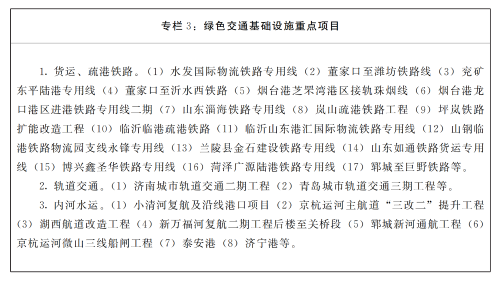 专栏 3：绿色交通基础设施重点项目
1. 货运、疏港铁路。（1）水发国际物流铁路专用线（2）董家口至潍坊铁路线（3）兖矿
东平陆港专用线（4）董家口至沂水西铁路（5）烟台港芝罘湾港区接轨珠烟线（6）烟台港龙
口港区进港铁路专用线二期（7）山东淄海铁路专用线（8）岚山疏港铁路工程（9）坪岚铁路
扩能改造工程（10）临沂临港疏港铁路（11）临沂山东港汇国际物流铁路专用线（12）山钢临
港铁路物流园支线永锋专用线（13）兰陵县金石建设铁路专用线（14）山东如通铁路货运专用
线（15）博兴鑫圣华铁路专用线（16）菏泽广源陆港铁路专用线（17）郓城至巨野铁路等。
2. 轨道交通。（1）济南城市轨道交通二期工程（2）青岛城市轨道交通三期工程等。
3. 内河水运。（1）小清河复航及沿线港口项目（2）京杭运河主航道“三改二”提升工程
（3）湖西航道改造工程（4）新万福河复航二期工程后楼至关桥段（5）郓城新河通航工程（6）
京杭运河微山三线船闸工程（7）泰安港（8）济宁港等。